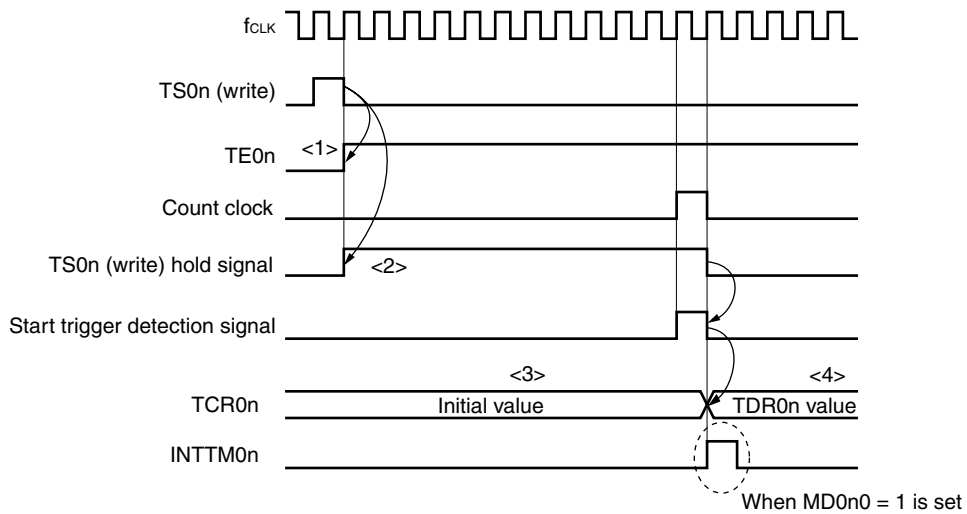 fCLK
TS0n (write)
<1>
TE0n
Count clock
TS0n (write) hold signal
<2>
Start trigger detection signal
<3>
<4>
TCR0n
Initial value
TDR0n value
INTTM0n
When MD0n0 = 1 is set